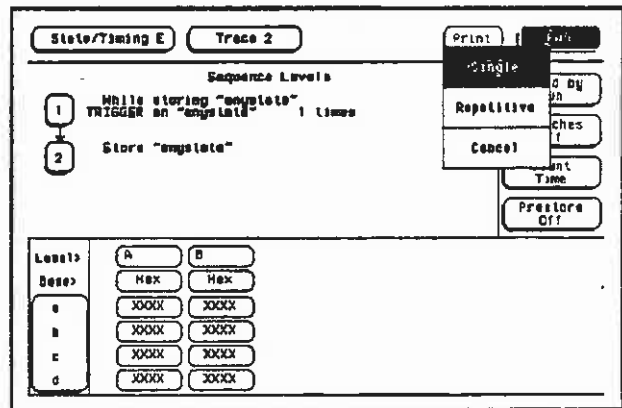 State/Timing E Trace 2 Print Run
Sequence Levels
Single
While storing "anystate"
TRIGGER on "anystate" 1 times
1
Repetitive
Cancel
2
Store "anystate"
Time
Prestore
Off
Label>
A B
Base> Hex Hex
a XXXX XXXX
b XXXX XXXX
c XXXX XXXX
d XXXX XXXX